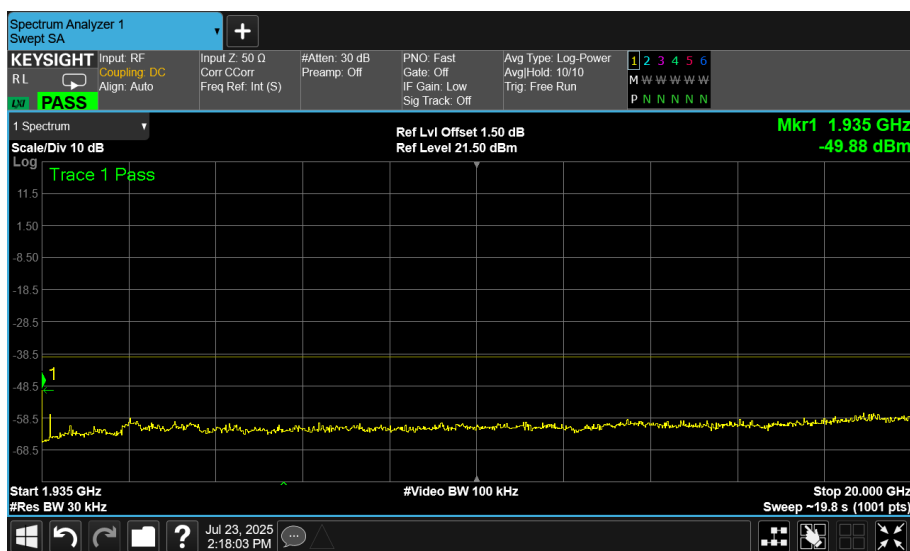 Spectrum Analyzer 1
Swept SA
+
KEYSIGHT
RL
LXI
PASS
Input: RF
Coupling: DC
Align: Auto
Input Z: 50 Ω
Corr CCorr
Freq Ref: Int (S)
#Atten: 30 dB
Preamp: Off
PNO: Fast
Gate: Off
IF Gain: Low
Sig Track: Off
Avg Type: Log-Power
Avg|Hold: 10/10
Trig: Free Run
1 2 3 4 5 6
M W W W W W
P N N N N N
1 Spectrum
Scale/Div 10 dB
Ref Lvl Offset 1.50 dB
Ref Level 21.50 dBm
Mkr1 1.935 GHz
-49.88 dBm
Log
Trace 1 Pass
11.5
1.50
-8.50
-18.5
-28.5
-38.5
1
-48.5
-58.5
-68.5
Start 1.935 GHz
#Video BW 100 kHz
Stop 20.000 GHz
#Res BW 30 kHz
Sweep ~19.8 s (1001 pts)
?
Jul 23, 2025
2:18:03 PM